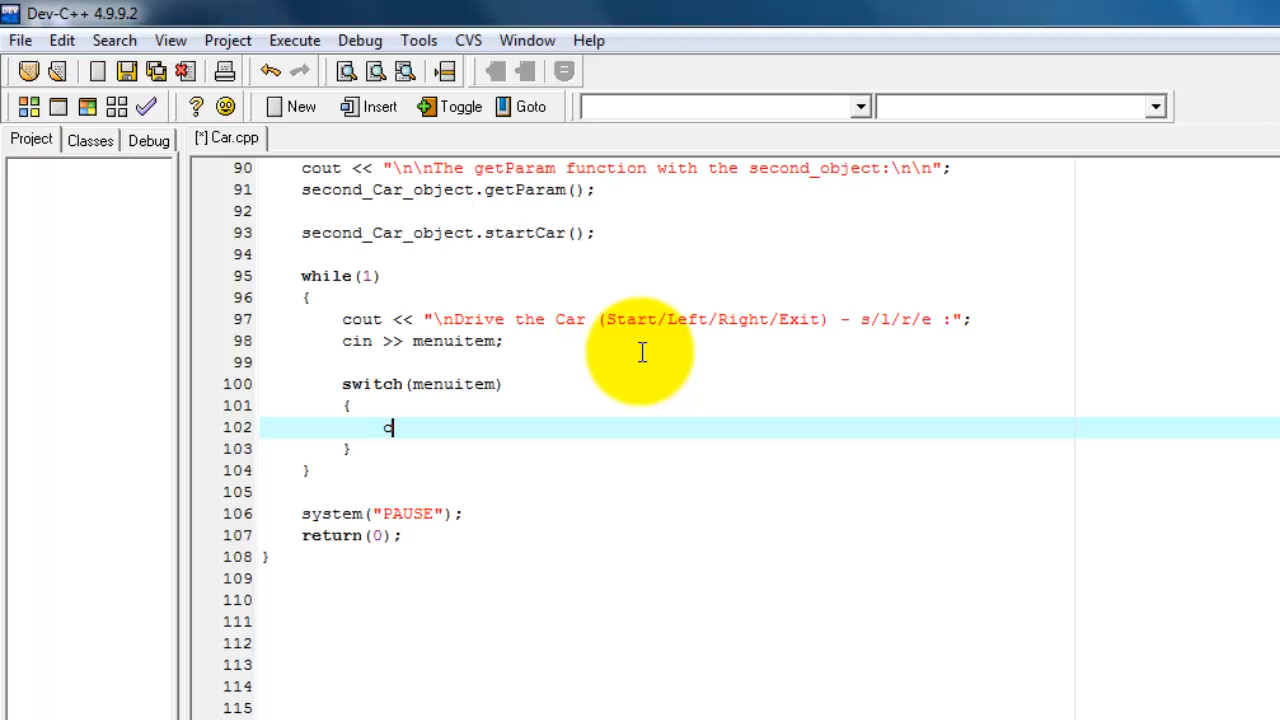 Dev-C++ 4.9.9.2
File Edit Search View Project Execute Debug Tools CVS Window Help
New Insert Toggle Goto
Project Classes Debug [*] Car.cpp
90 cout << "\n\nThe getParam function with the second_object:\n\n";
91 second_Car_object.getParam();
92
93 second_Car_object.startCar();
94
95 while(1)
96 {
97 cout << "\nDrive the Car (Start/Left/Right/Exit) - s/l/r/e :";
98 cin >> menuitem;
99
100 switch(menuitem)
101 {
102 c
103 }
104 }
105
106 system("PAUSE");
107 return(0);
108 }
109
110
111
112
113
114
115